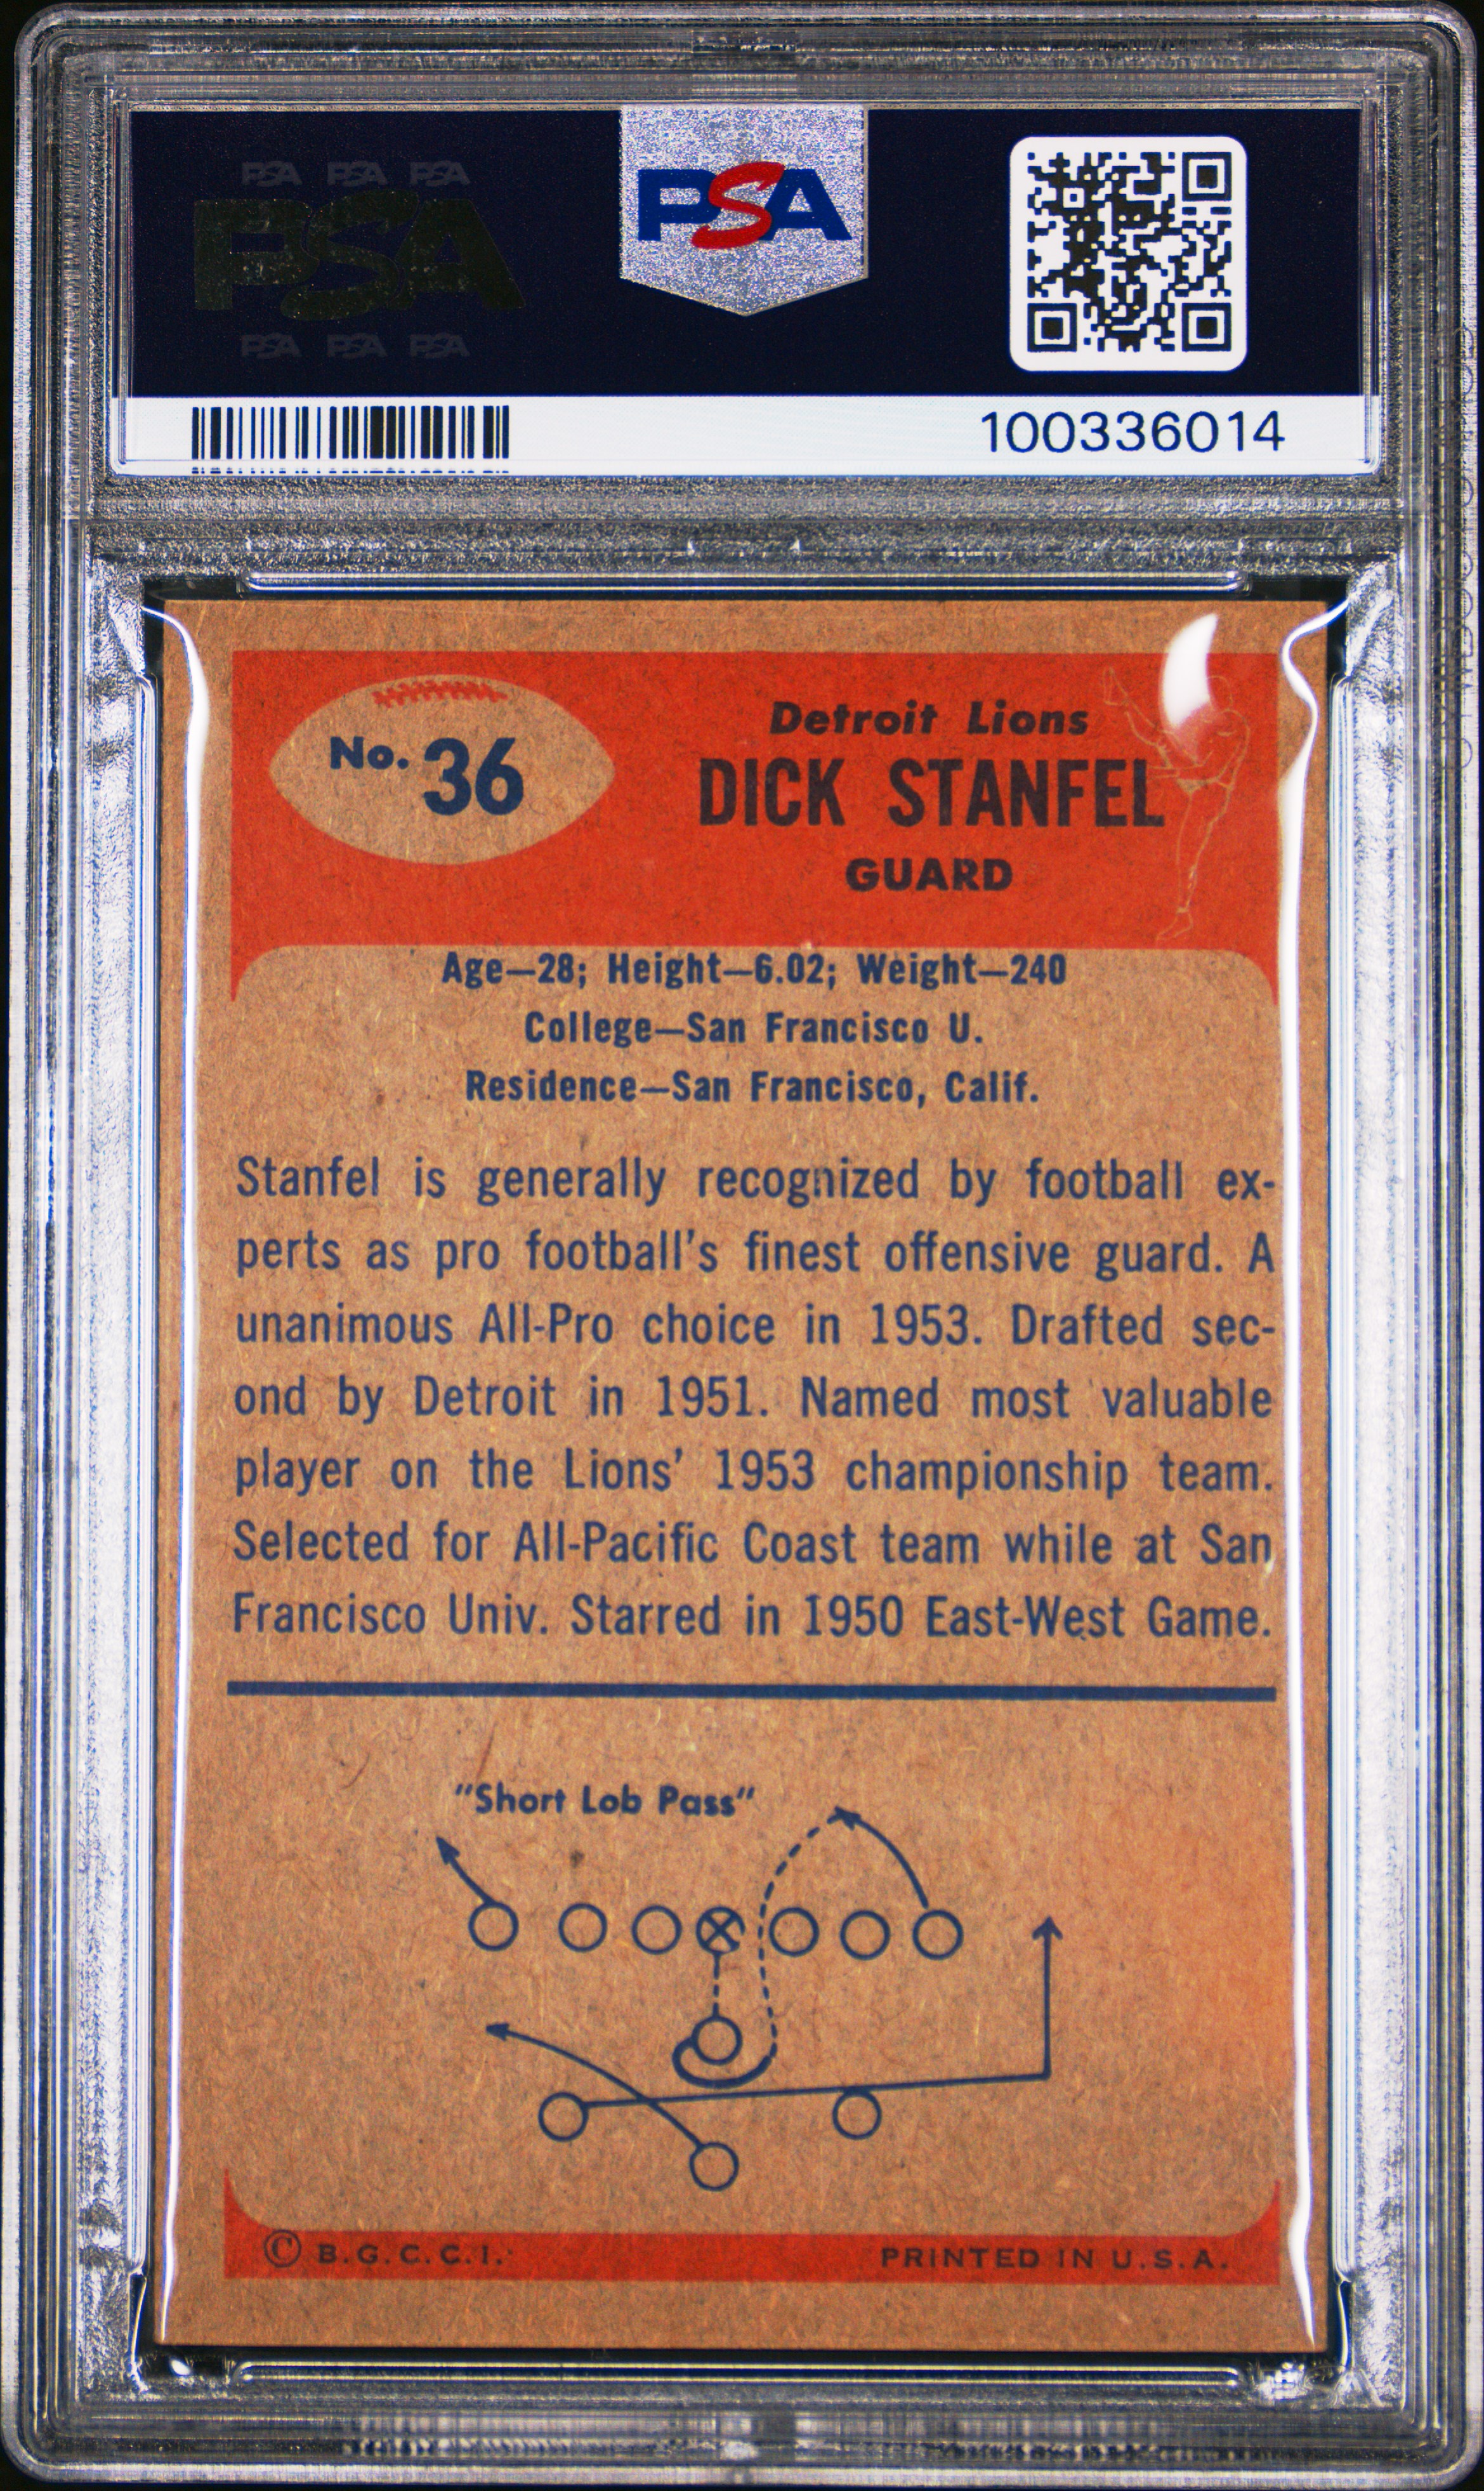 PSA PSA PSA
PSA
PSA PSA PSA
PSA
100336014
No. 36
Detroit Lions
DICK STANFEL
GUARD
Age—28; Height—6.02; Weight—240
College—San Francisco U.
Residence—San Francisco, Calif.
Stanfel is generally recognized by football ex-
perts as pro football's finest offensive guard. A
unanimous All-Pro choice in 1953. Drafted sec-
ond by Detroit in 1951. Named most valuable
player on the Lions' 1953 championship team.
Selected for All-Pacific Coast team while at San
Francisco Univ. Starred in 1950 East-West Game.
"Short Lob Pass"
© B.G.C.C.I.
PRINTED IN U.S.A.